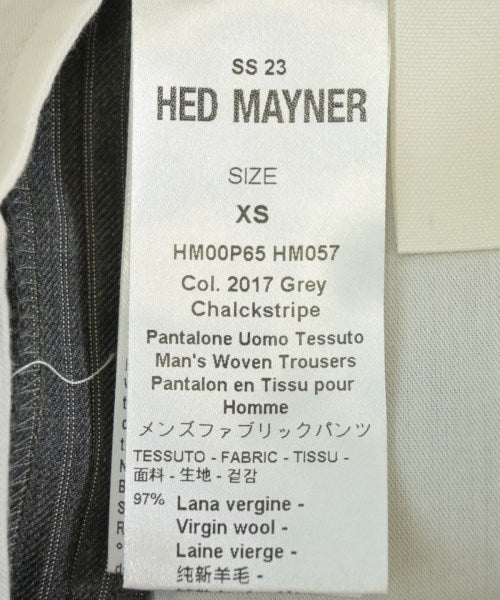 SS 23
HED MAYNER
SIZE
XS
HM00P65 HM057
Col. 2017 Grey
Chalckstripe
Pantalone Uomo Tessuto
Man's Woven Trousers
Pantalon en Tissu pour
Homme
メンズファブリックパンツ
TESSUTO - FABRIC - TISSU -
面料 - 生地 - 겉감
97% Lana vergine -
Virgin wool -
Laine vierge -
纯新羊毛 -